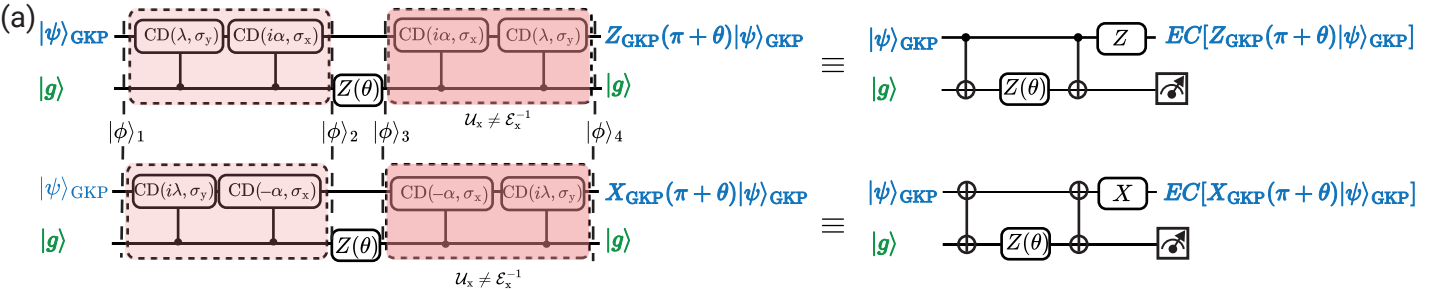 (a)
|ψ⟩GKP CD(λ, σy) CD(iα, σx) CD(iα, σx) CD(λ, σy) ZGKP(π + θ)|ψ⟩GKP ≡ |ψ⟩GKP Z EC[ZGKP(π + θ)|ψ⟩GKP]
|g⟩ Z(θ) |g⟩ |g⟩ Z(θ)
𝒰x ≠ ℰx⁻¹
|ϕ⟩1 |ϕ⟩2 |ϕ⟩3 |ϕ⟩4
|ψ⟩GKP CD(iλ, σy) CD(−α, σx) CD(−α, σx) CD(iλ, σy) XGKP(π + θ)|ψ⟩GKP ≡ |ψ⟩GKP X EC[XGKP(π + θ)|ψ⟩GKP]
|g⟩ Z(θ) |g⟩ |g⟩ Z(θ)
𝒰x ≠ ℰx⁻¹